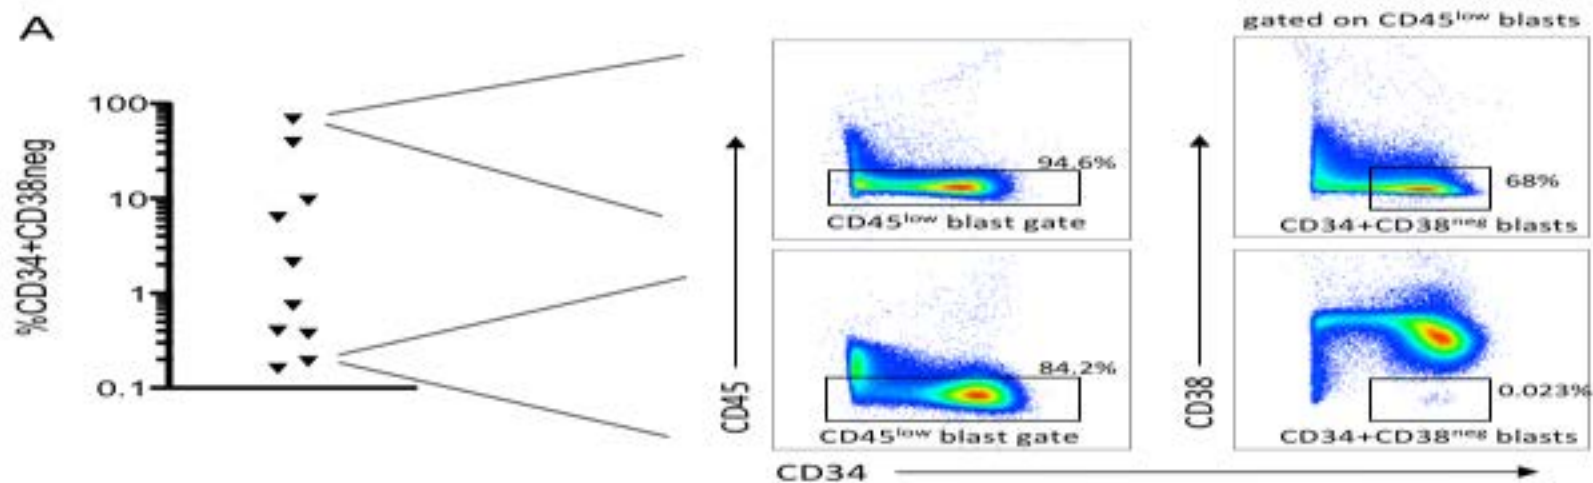 A
%CD34+CD38neg
100
10
1
0.1
CD45
94.6%
CD45low blast gate
84.2%
CD45low blast gate
CD38
gated on CD45low blasts
68%
CD34+CD38neg blasts
0.023%
CD34+CD38neg blasts
CD34